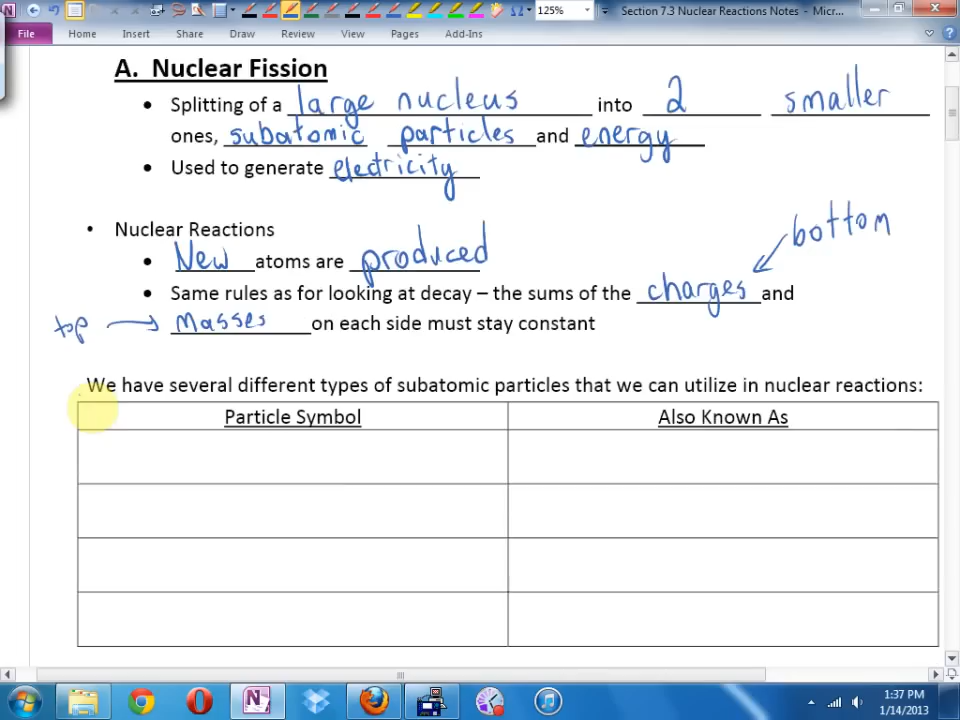 125%
Section 7.3 Nuclear Reactions Notes - Micr...
File Home Insert Share Draw Review View Pages Add-Ins
A. Nuclear Fission
• Splitting of a large nucleus into 2 smaller
ones, subatomic particles and energy
• Used to generate electricity
• Nuclear Reactions
bottom
• New atoms are produced
• Same rules as for looking at decay – the sums of the charges and
top masses on each side must stay constant
We have several different types of subatomic particles that we can utilize in nuclear reactions:
Particle Symbol Also Known As
1:37 PM
1/14/2013